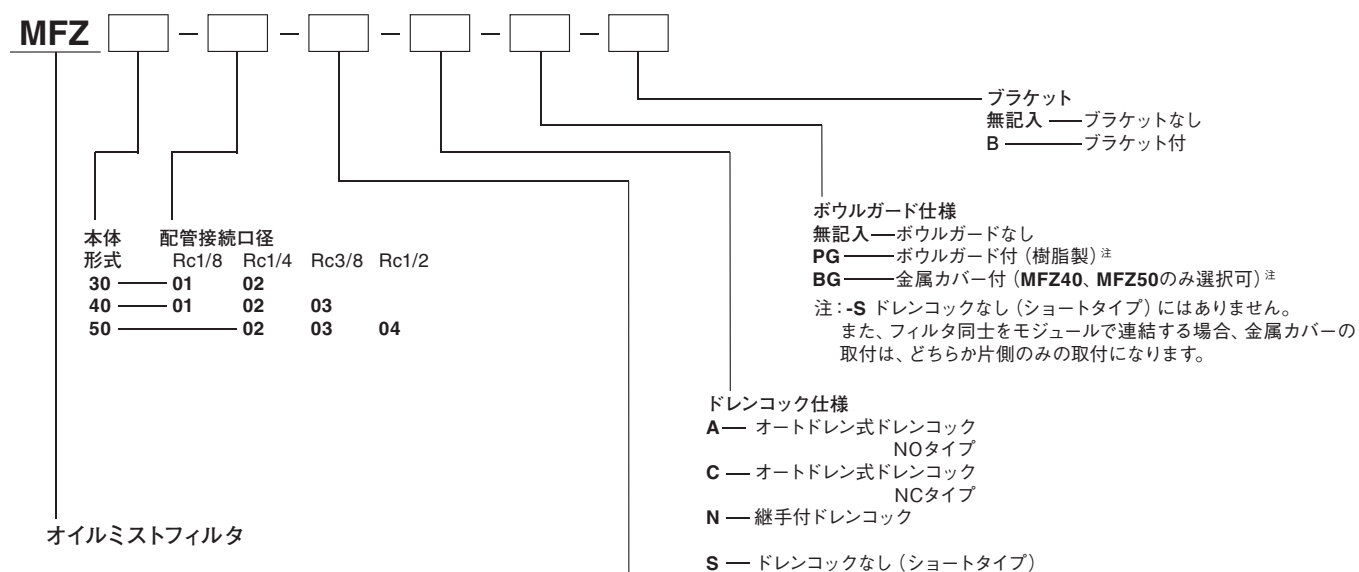 MFZ □ － □ － □ － □ － □ － □
ブラケット
無記入 ── ブラケットなし
B ──── ブラケット付
ボウルガード仕様
無記入 ── ボウルガードなし
PG ─── ボウルガード付（樹脂製）注
BG ─── 金属カバー付（MFZ40、MFZ50のみ選択可）注
注：-S ドレンコックなし（ショートタイプ）にはありません。
また、フィルタ同士をモジュールで連結する場合、金属カバーの
取付は、どちらか片側のみの取付になります。
本体 配管接続口径
形式 Rc1/8 Rc1/4 Rc3/8 Rc1/2
30 ── 01 02
40 ── 01 02 03
50 ───── 02 03 04
ドレンコック仕様
A ─ オートドレン式ドレンコック
NOタイプ
C ─ オートドレン式ドレンコック
NCタイプ
N ─ 継手付ドレンコック
S ─ ドレンコックなし（ショートタイプ）
オイルミストフィルタ